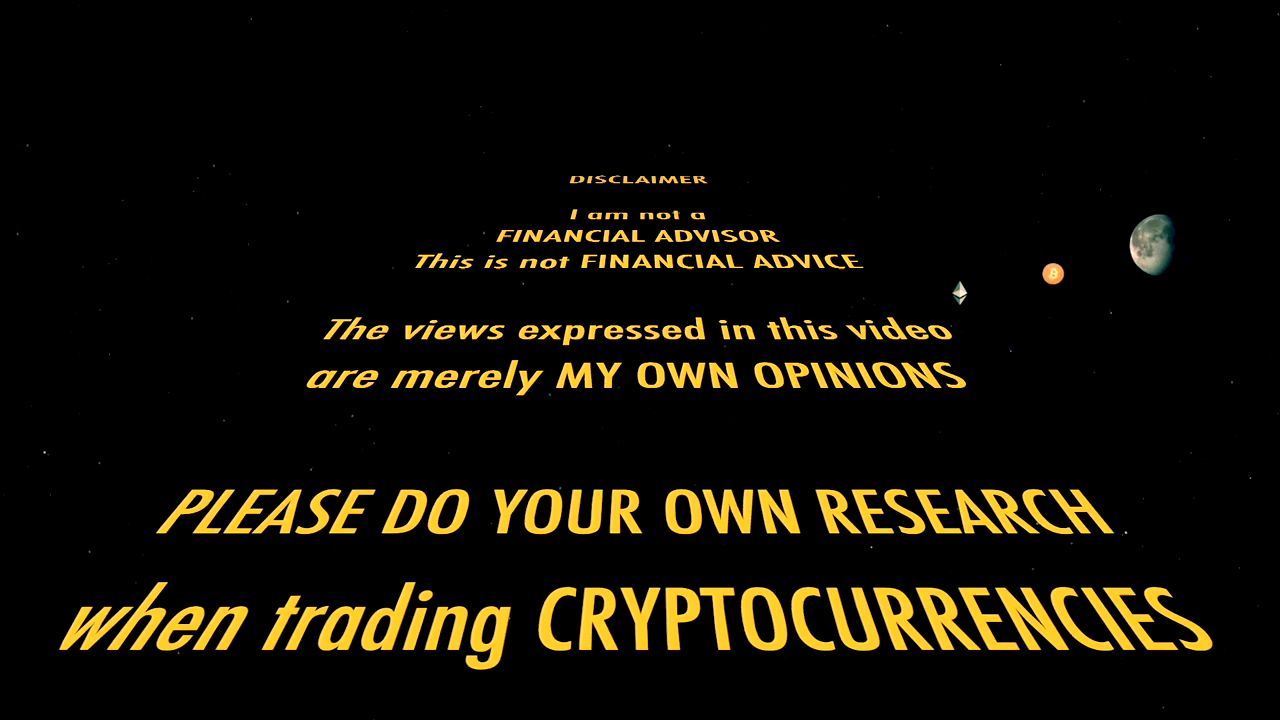 DISCLAIMER
I am not a
FINANCIAL ADVISOR
This is not FINANCIAL ADVICE
The views expressed in this video
are merely MY OWN OPINIONS
PLEASE DO YOUR OWN RESEARCH
when trading CRYPTOCURRENCIES